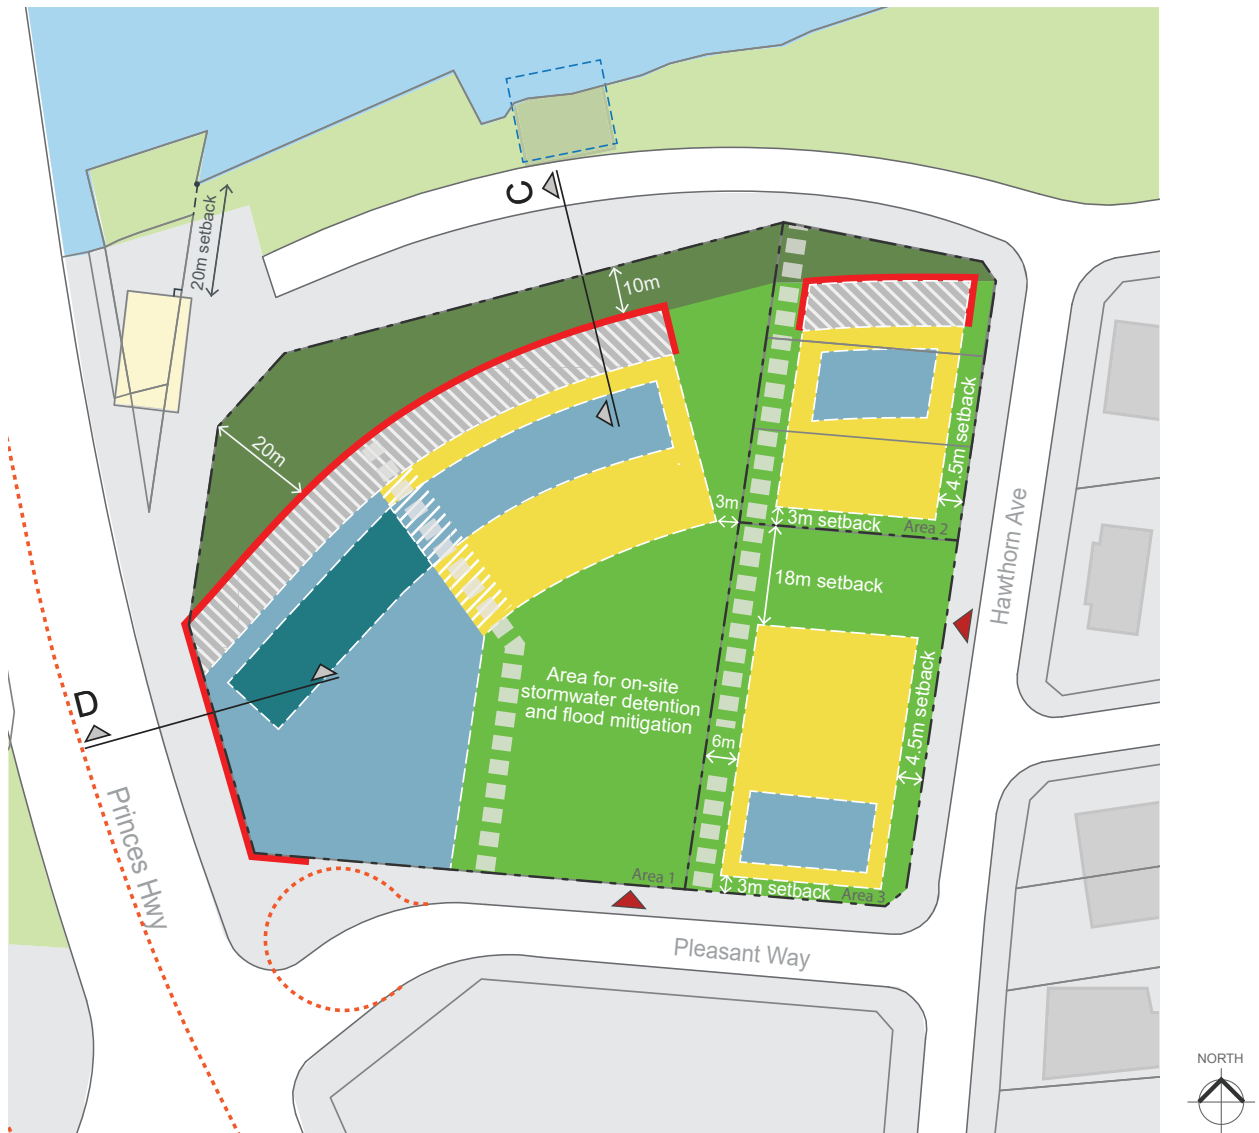 C
20m setback
10m
20m
4.5m setback
3m
3m setback
Area 2
Hawthorn Ave
18m setback
Area for on-site
stormwater detention
and flood mitigation
4.5m setback
D
6m
Princes Hwy
Area 1
3m setback
Area 3
Pleasant Way
NORTH